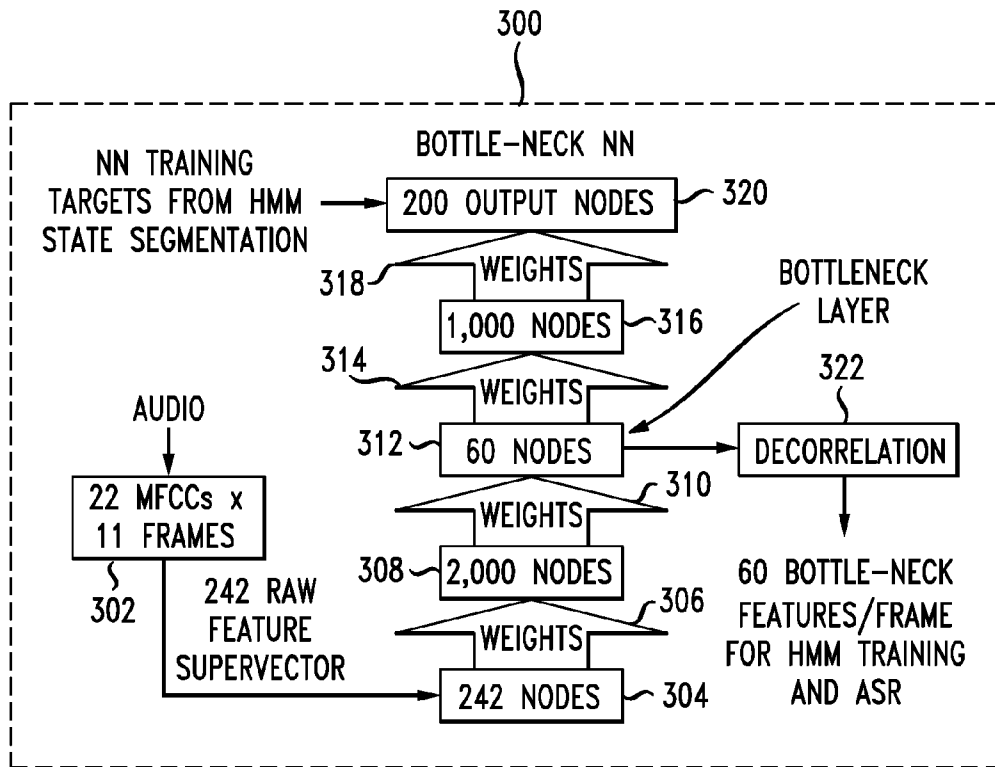 300
BOTTLE-NECK NN
NN TRAINING
TARGETS FROM HMM
STATE SEGMENTATION
200 OUTPUT NODES
320
WEIGHTS
318
1,000 NODES
316
BOTTLENECK
LAYER
314
WEIGHTS
322
AUDIO
312
60 NODES
DECORRELATION
22 MFCCs x
11 FRAMES
302
WEIGHTS
310
308
2,000 NODES
60 BOTTLE-NECK
FEATURES/FRAME
FOR HMM TRAINING
AND ASR
242 RAW
FEATURE
SUPERVECTOR
WEIGHTS
306
242 NODES
304